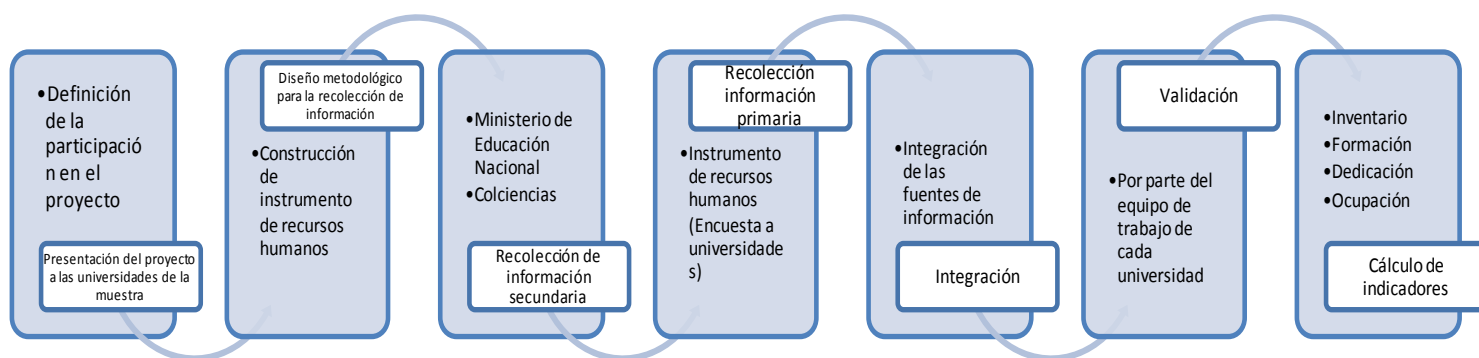 •Definición
de la
participació
n en el
proyecto
Presentación del proyecto
a las universidades de la
muestra
Diseño metodológico
para la recolección de
información
•Construcción
de
instrumento
de recursos
humanos
•Ministerio de
Educación
Nacional
•Colciencias
Recolección de
información
secundaria
Recolección
información
primaria
•Instrumento
de recursos
humanos
(Encuesta a
universidade
s)
•Integración
de las
fuentes de
información
Integración
Validación
•Por parte del
equipo de
trabajo de
cada
universidad
•Inventario
•Formación
•Dedicación
•Ocupación
Cálculo de
indicadores